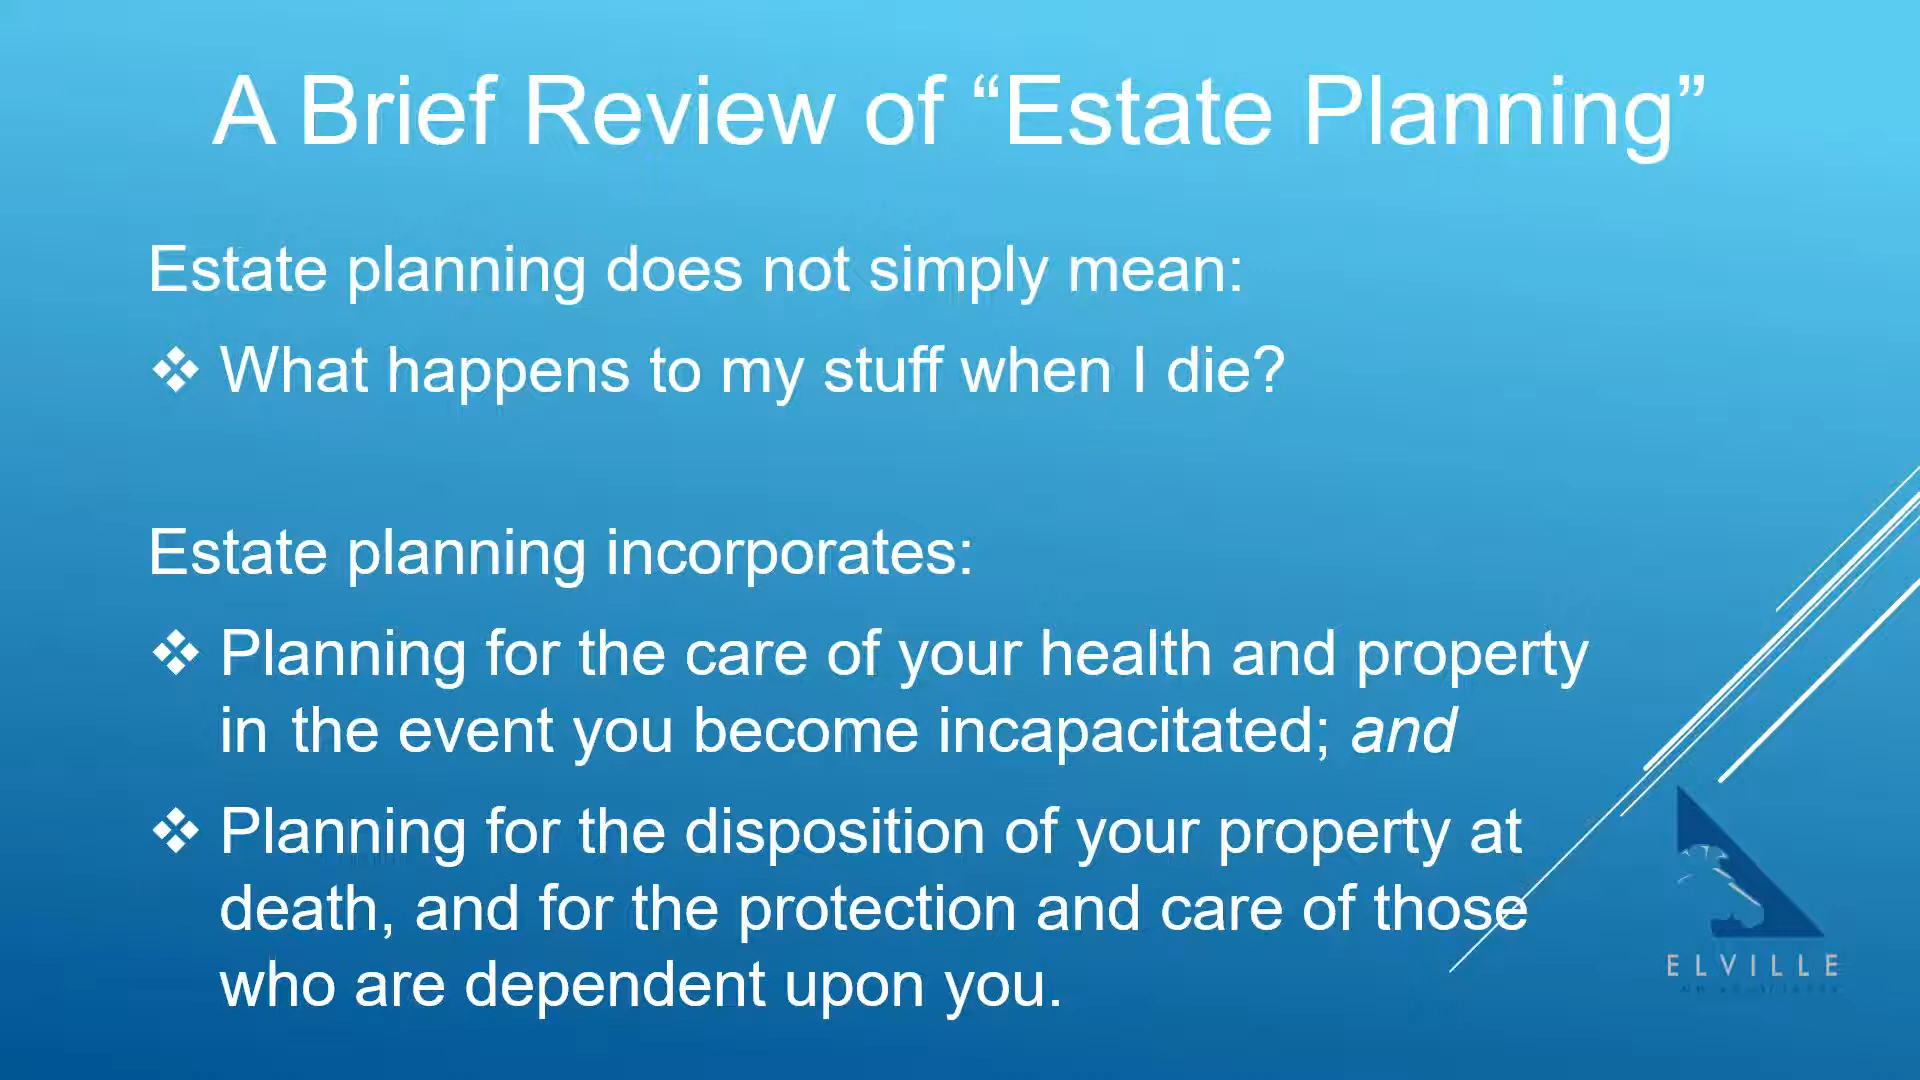 A Brief Review of “Estate Planning”
Estate planning does not simply mean:
❖ What happens to my stuff when I die?
Estate planning incorporates:
❖ Planning for the care of your health and property
in the event you become incapacitated; and
❖ Planning for the disposition of your property at
death, and for the protection and care of those
who are dependent upon you.
ELVILLE